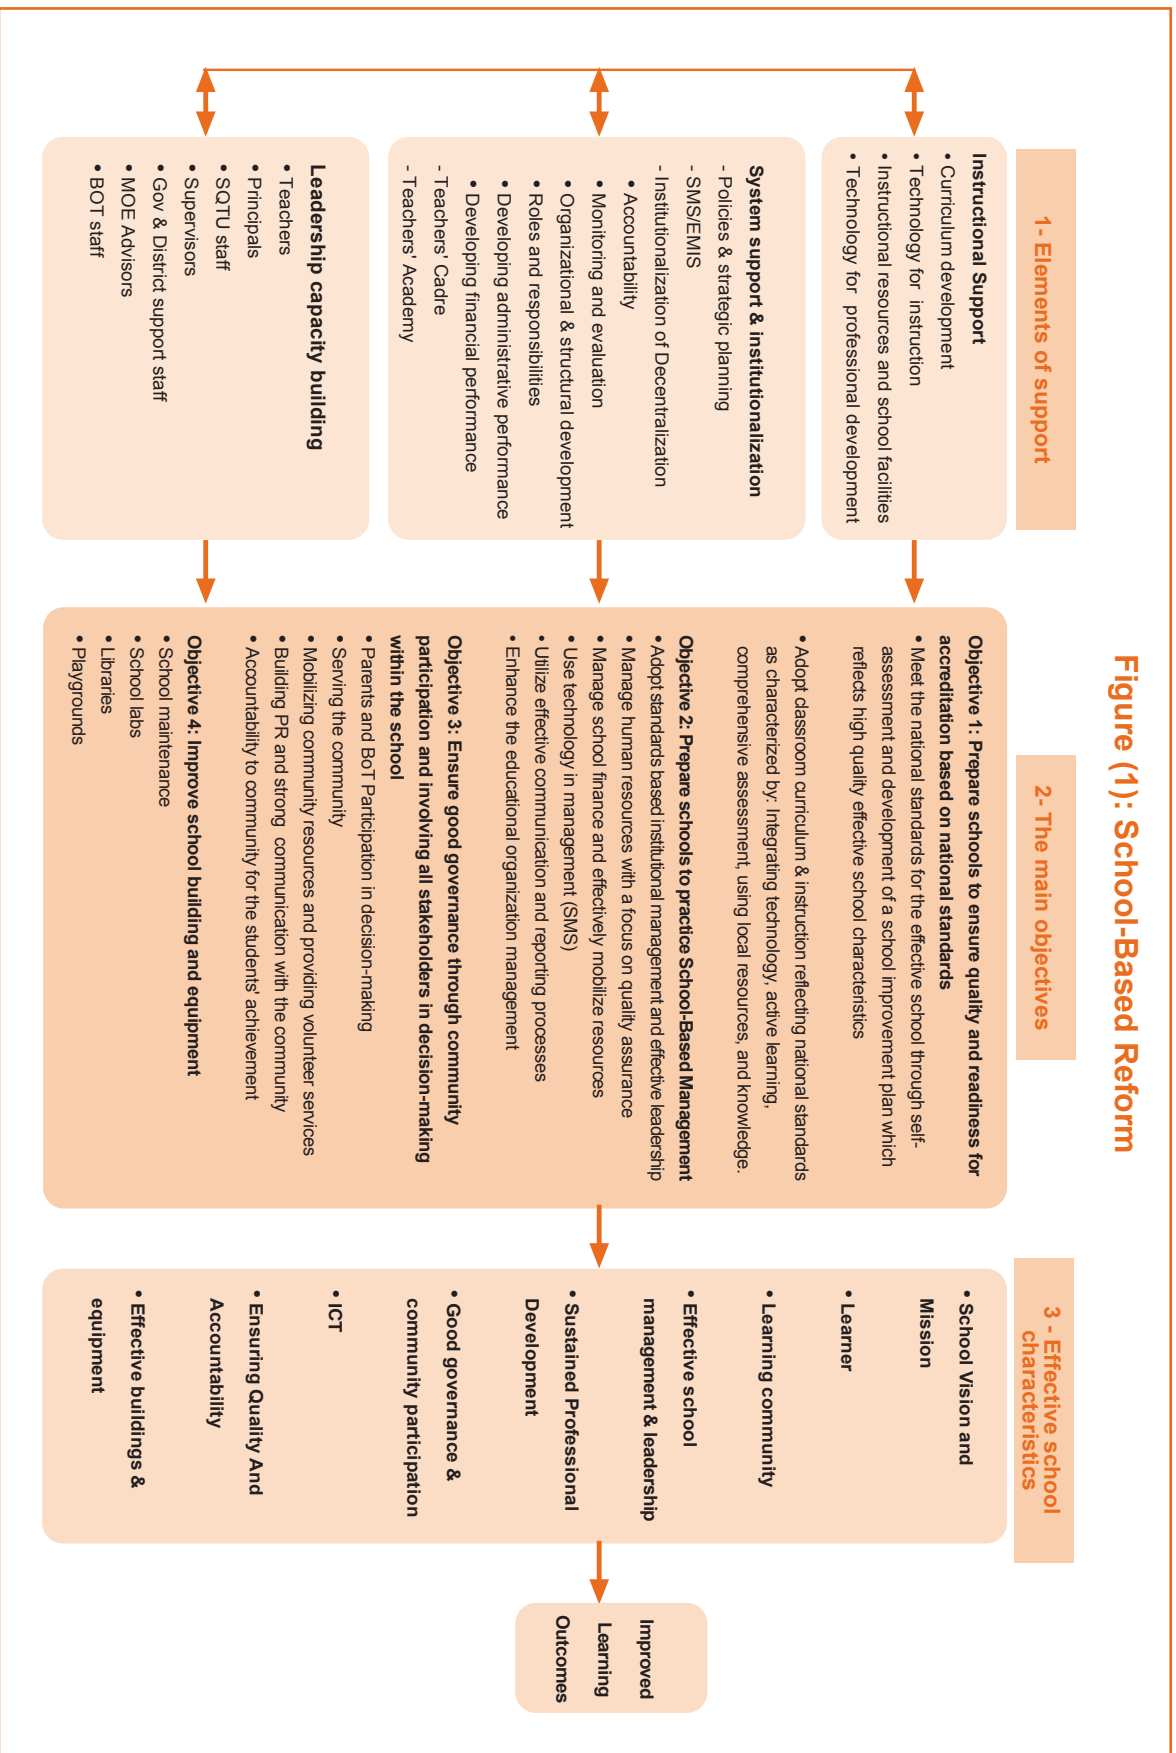 Figure (1): School-Based Reform
1- Elements of support
Instructional Support
• Curriculum development
• Technology for instruction
• Instructional resources and school facilities
• Technology for professional development
System support & institutionalization
- Policies & strategic planning
- SMS/EMIS
- Institutionalization of Decentralization
• Accountability
• Monitoring and evaluation
• Organizational & structural development
• Roles and responsibilities
• Developing administrative performance
• Developing financial performance
- Teachers' Cadre
- Teachers' Academy
Leadership capacity building
• Teachers
• Principals
• SQTU staff
• Supervisors
• Gov & District support staff
• MOE Advisors
• BOT staff
2- The main objectives
Objective 1: Prepare schools to ensure quality and readiness for
accreditation based on national standards
• Meet the national standards for the effective school through self-
assessment and development of a school improvement plan which
reflects high quality effective school characteristics
• Adopt classroom curriculum & instruction reflecting national standards
as characterized by: Integrating technology, active learning,
comprehensive assessment, using local resources, and knowledge.
Objective 2: Prepare schools to practice School-Based Management
• Adopt standards based institutional management and effective leadership
• Manage human resources with a focus on quality assurance
• Manage school finance and effectively mobilize resources
• Use technology in management (SMS)
• Utilize effective communication and reporting processes
• Enhance the educational organization management
Objective 3: Ensure good governance through community
participation and involving all stakeholders in decision-making
within the school
• Parents and BoT Participation in decision-making
• Serving the community
• Mobilizing community resources and providing volunteer services
• Building PR and strong communication with the community
• Accountability to community for the students' achievement
Objective 4: Improve school building and equipment
• School maintenance
• School labs
• Libraries
• Playgrounds
3 - Effective school
characteristics
• School Vision and
Mission
• Learner
• Learning community
• Effective school
management & leadership
• Sustained Professional
Development
• Good governance &
community participation
• ICT
• Ensuring Quality And
Accountability
• Effective buildings &
equipment
Improved
Learning
Outcomes